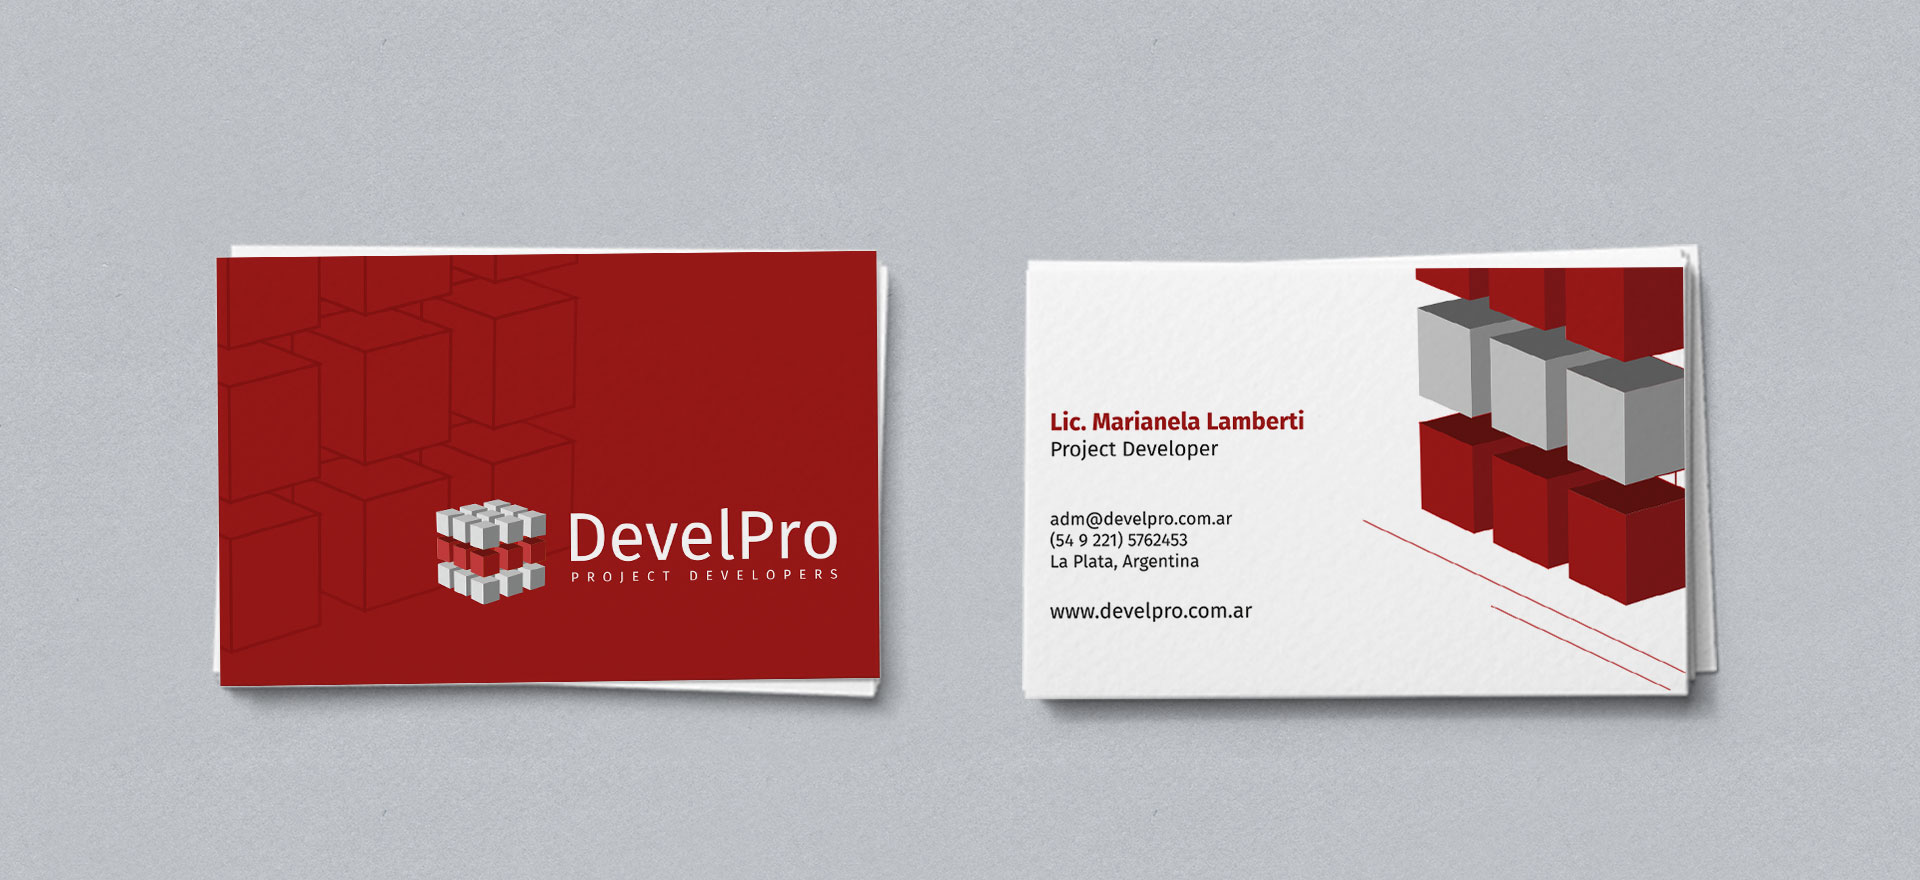 DevelPro
PROJECT DEVELOPERS
Lic. Marianela Lamberti
Project Developer
adm@develpro.com.ar
(54 9 221) 5762453
La Plata, Argentina
www.develpro.com.ar